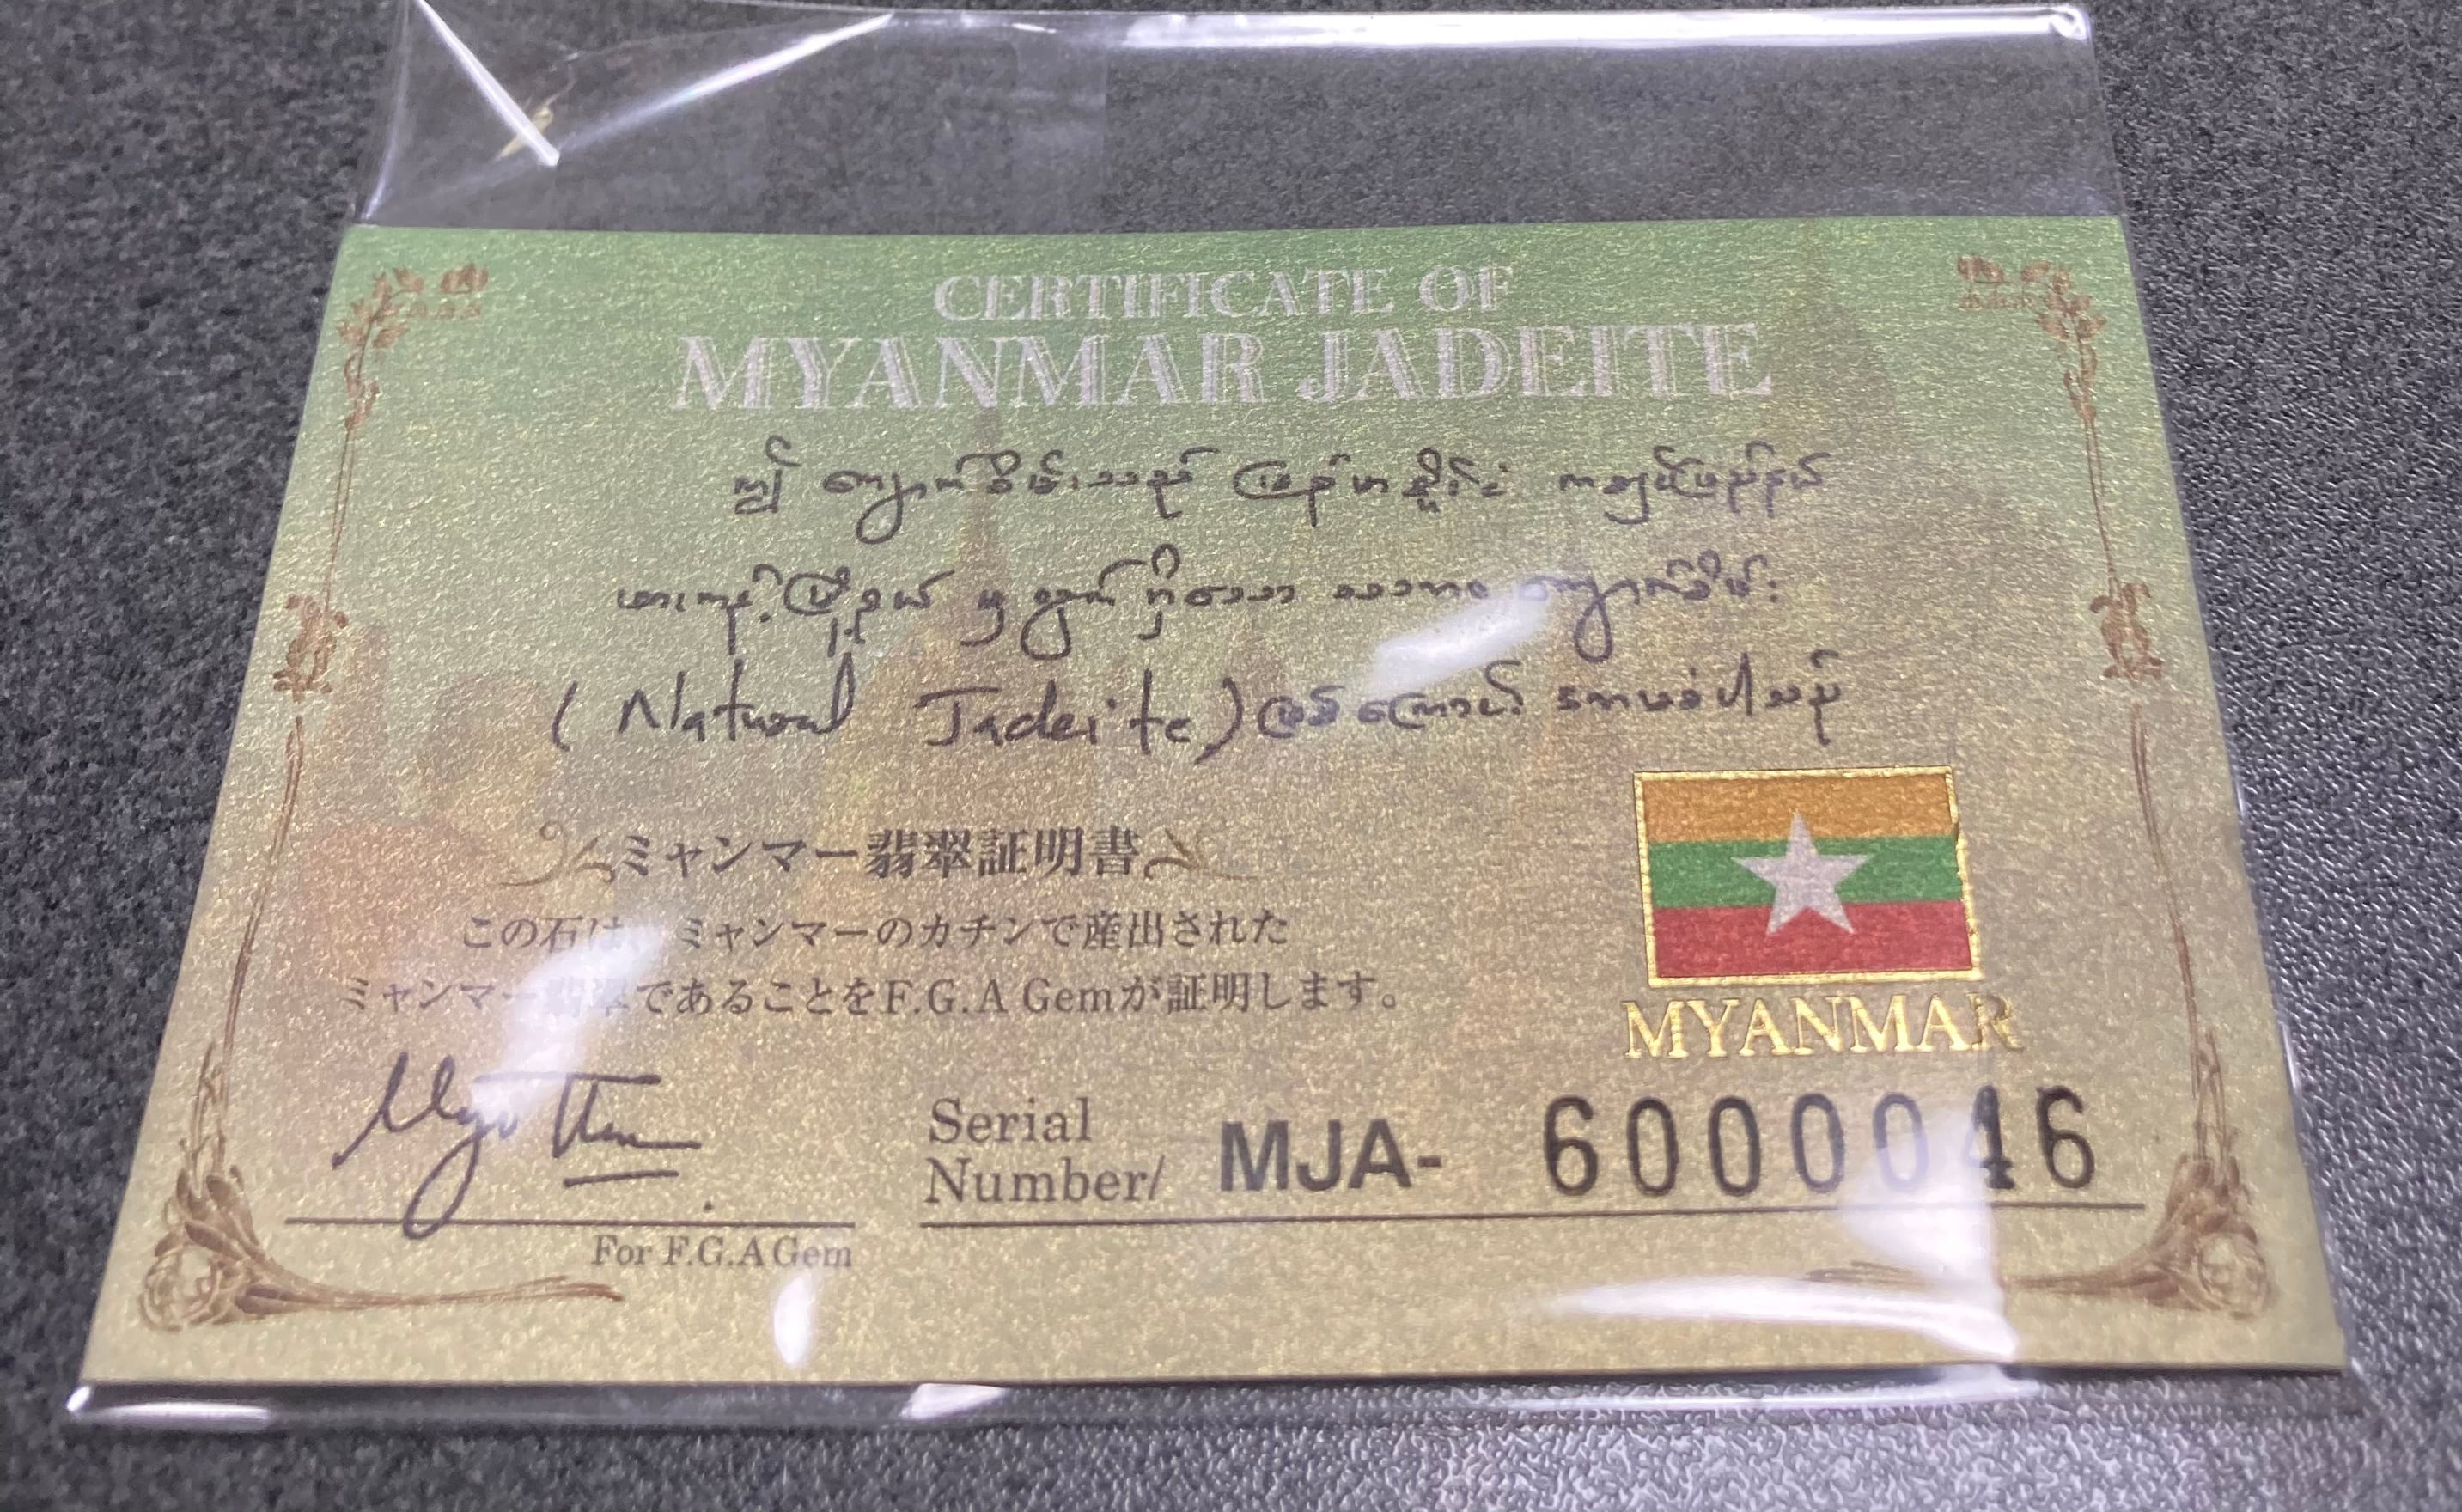 CERTIFICATE OF
MYANMAR JADEITE
ဤ ကျောက်စိမ်းသည် မြန်မာနိုင်ငံ ကချင်ပြည်နယ်
ဖားကန့်မြို့နယ် မှ ထွက်ရှိသော သဘာဝ ကျောက်စိမ်း
(Natural Jadeite) ဖြစ်ကြောင်း ထောက်ခံပါသည်
ミャンマー翡翠証明書
この石は、ミャンマーのカチンで産出された
ミャンマー翡翠であることをF.G.A Gemが証明します。
MYANMAR
Serial
Number/ MJA- 6000046
For F.G.A Gem